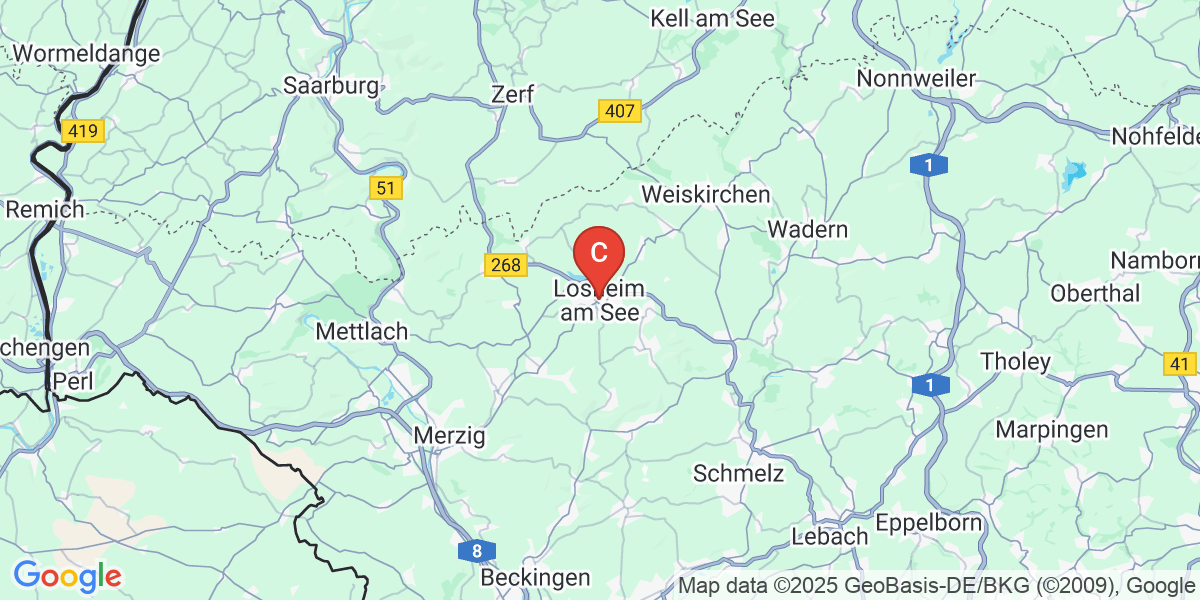 Kell am See
Wormeldange
Saarburg
Zerf
Nonnweiler
407
419
Nohfelde
1
51
Weiskirchen
Remich
Wadern
C
268
Namborn
Losheim
am See
Oberthal
Mettlach
chengen
Tholey
41
Perl
1
Marpingen
Merzig
Schmelz
Eppelborn
Lebach
8
Beckingen
Google
Map data ©2025 GeoBasis-DE/BKG (©2009), Google